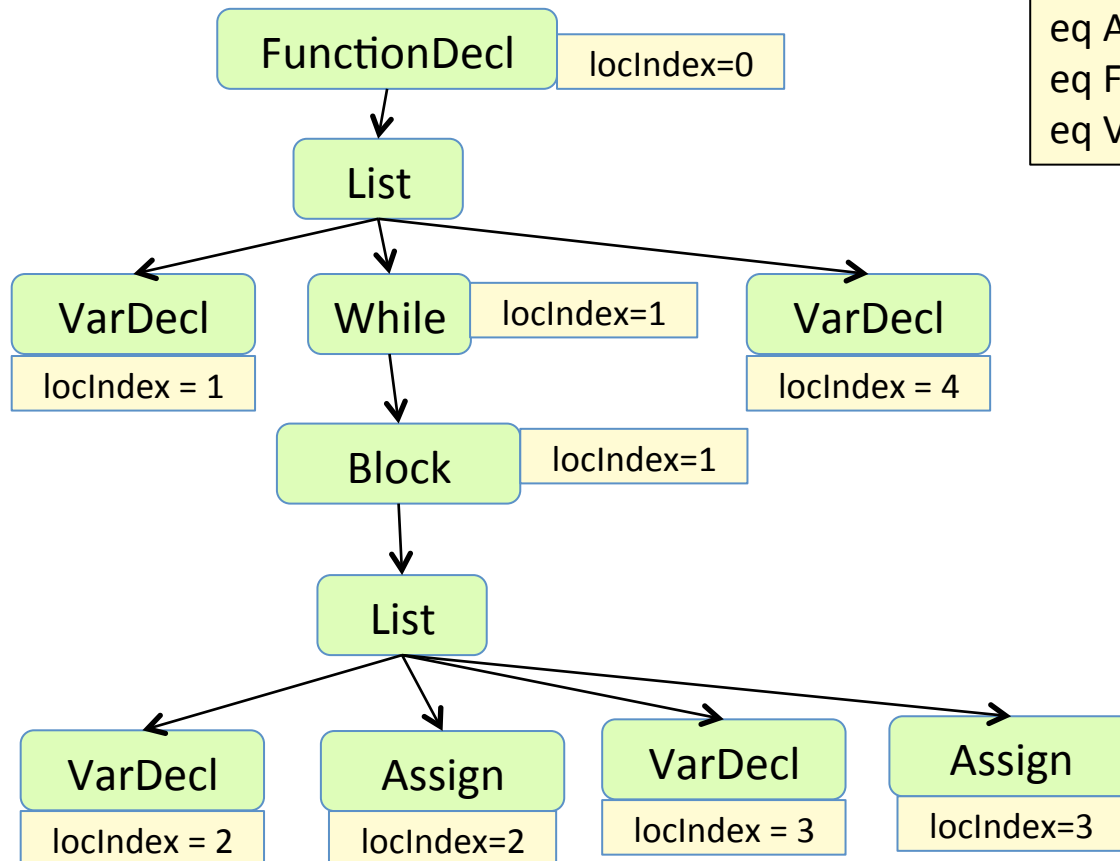 FunctionDecl
locIndex=0
eq A
eq F
eq V
List
VarDecl
locIndex = 1
While
locIndex=1
VarDecl
locIndex = 4
Block
locIndex=1
List
VarDecl
locIndex = 2
Assign
locIndex=2
VarDecl
locIndex = 3
Assign
locIndex=3